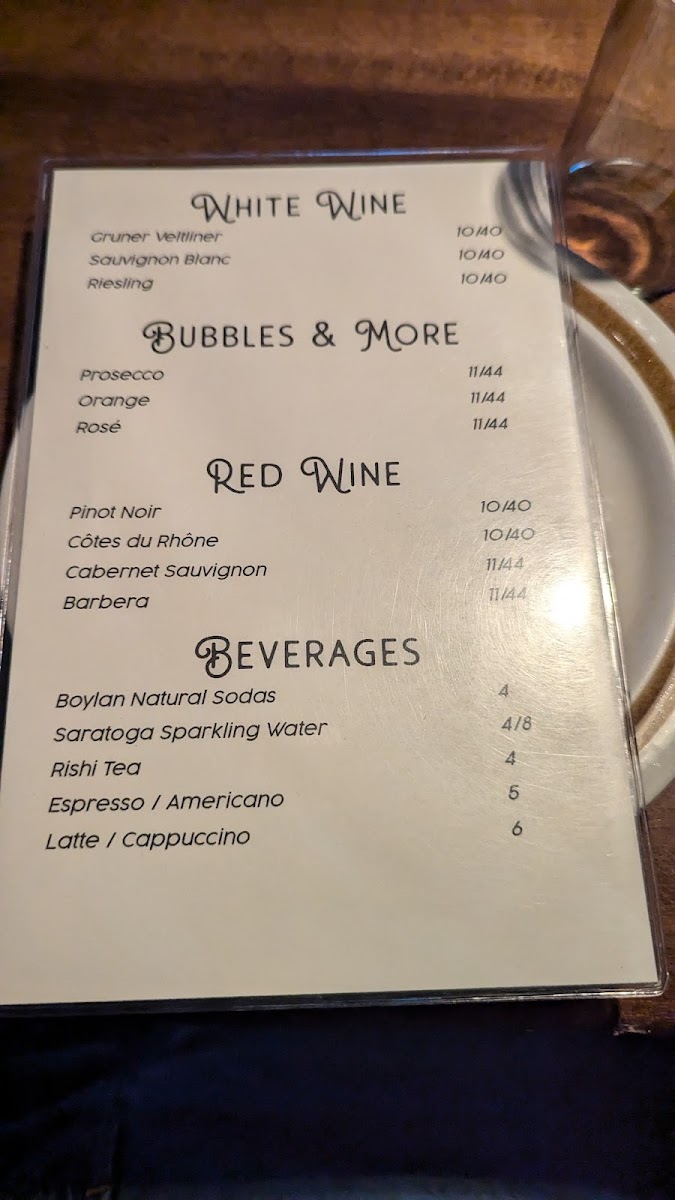 White Wine
Gruner Veltliner 10/40
Sauvignon Blanc 10/40
Riesling 10/40
Bubbles & More
Prosecco 11/44
Orange 11/44
Rosé 11/44
Red Wine
Pinot Noir 10/40
Côtes du Rhône 10/40
Cabernet Sauvignon 11/44
Barbera 11/44
Beverages
Boylan Natural Sodas 4
Saratoga Sparkling Water 4/8
Rishi Tea 4
Espresso / Americano 5
Latte / Cappuccino 6